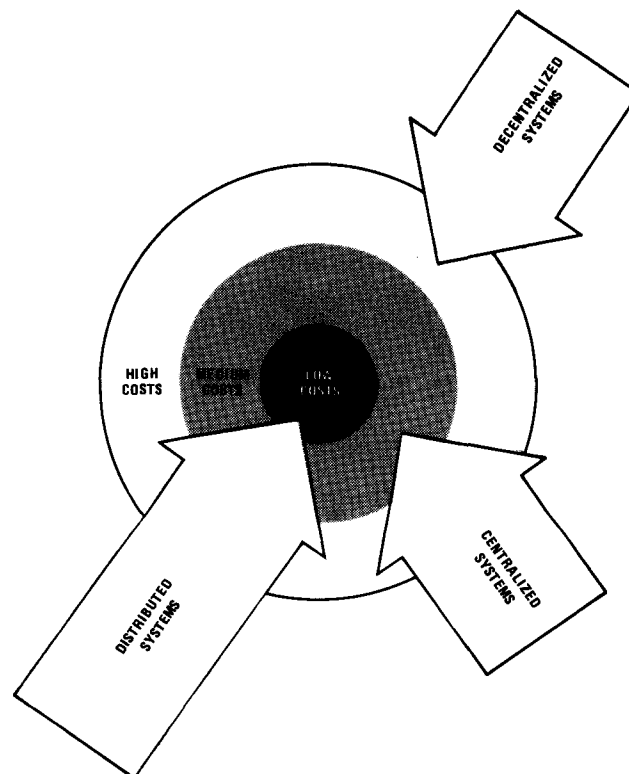 DECENTRALIZED
SYSTEMS
HIGH
COSTS
MEDIUM
COSTS
LOW
COSTS
DISTRIBUTED
SYSTEMS
CENTRALIZED
SYSTEMS